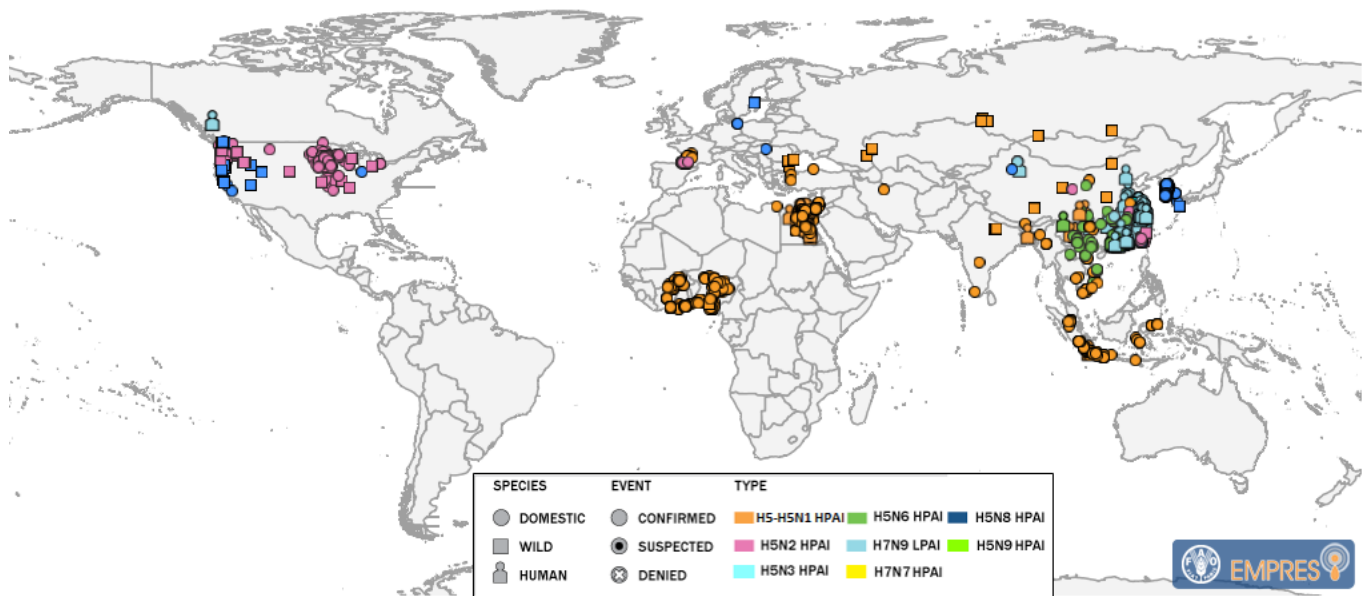 SPECIES EVENT TYPE
DOMESTIC CONFIRMED H5-H5N1 HPAI H5N6 HPAI H5N8 HPAI
WILD SUSPECTED H5N2 HPAI H7N9 LPAI H5N9 HPAI
HUMAN DENIED H5N3 HPAI H7N7 HPAI
FAO EMPRES